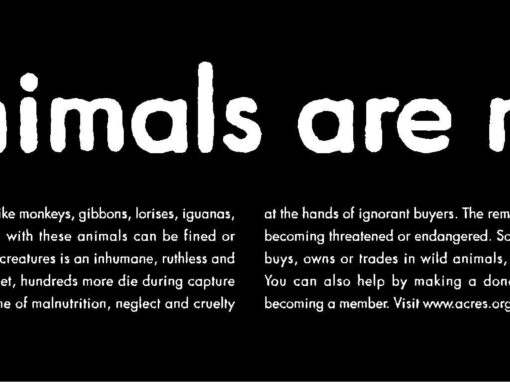 nimals are
ike monkeys, gibbons, lorises, iguanas,
with these animals can be fined or
creatures is an inhumane, ruthless and
et, hundreds more die during capture
ne of malnutrition, neglect and cruelty
at the hands of ignorant buyers. The rem
becoming threatened or endangered. So
buys, owns or trades in wild animals,
You can also help by making a don
becoming a member. Visit www.acres.org